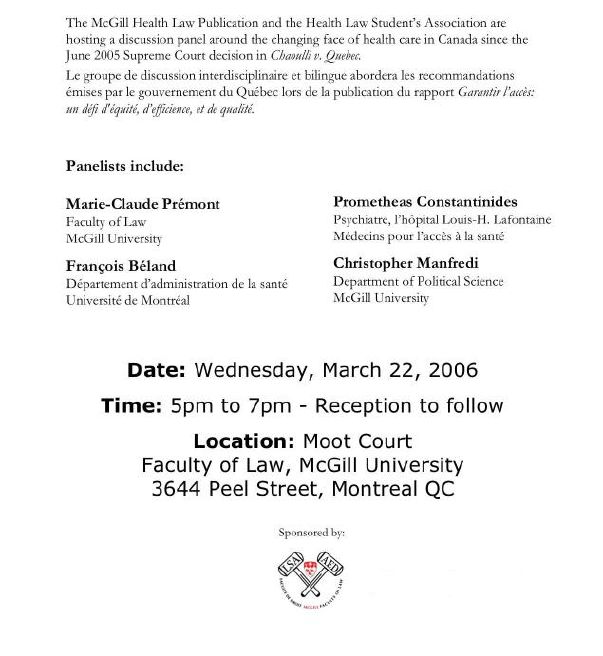 The McGill Health Law Publication and the Health Law Student's Association are
hosting a discussion panel around the changing face of health care in Canada since the
June 2005 Supreme Court decision in Chaoulli v. Quebec.
Le groupe de discussion interdisciplinaire et bilingue abordera les recommandations
émises par le gouvernement du Québec lors de la publication du rapport Garantir l'accès:
un défi d'équité, d'efficience, et de qualité.
Panelists include:
Marie-Claude Prémont
Faculty of Law
McGill University
François Béland
Département d'administration de la santé
Université de Montréal
Prometheas Constantinides
Psychiatre, l'hôpital Louis-H. Lafontaine
Médecins pour l'accès à la santé
Christopher Manfredi
Department of Political Science
McGill University
Date: Wednesday, March 22, 2006
Time: 5pm to 7pm - Reception to follow
Location: Moot Court
Faculty of Law, McGill University
3644 Peel Street, Montreal QC
Sponsored by:
LSA
AED
FACULTÉ DE DROIT MCGILL FACULTY OF LAW